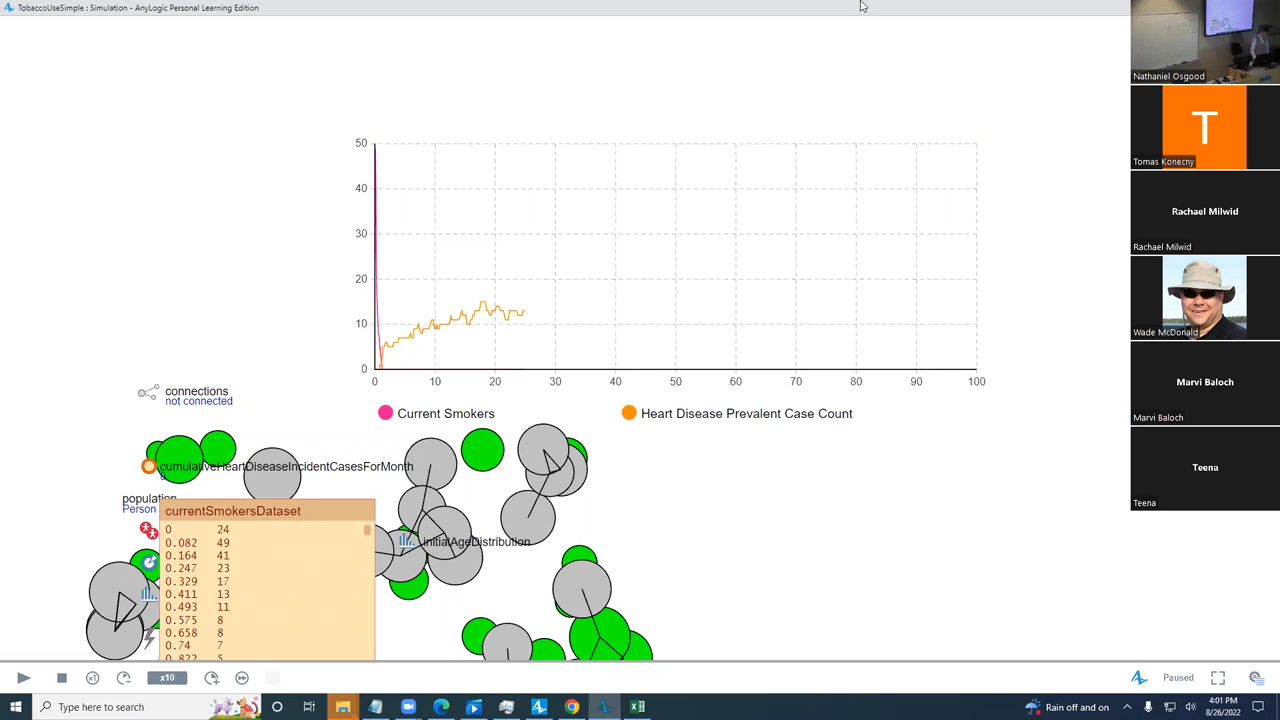 TobaccoUseSimple : Simulation - AnyLogic Personal Learning Edition
Nathaniel Osgood
T
Tomas Konecny
Rachael Milwid
Rachael Milwid
Wade McDonald
Marvi Baloch
Marvi Baloch
Teena
Teena
50
40
30
20
10
0
0 10 20 30 40 50 60 70 80 90 100
Current Smokers
Heart Disease Prevalent Case Count
connections
not connected
cumulativeHeartDiseaseIncidentCasesForMonth
population
Person
initialAgeDistribution
currentSmokersDataset
0 24
0.082 49
0.164 41
0.247 23
0.329 17
0.411 13
0.493 11
0.575 8
0.658 8
0.74 7
0.822 5
x1
x10
Paused
Type here to search
Rain off and on
4:01 PM
8/26/2022